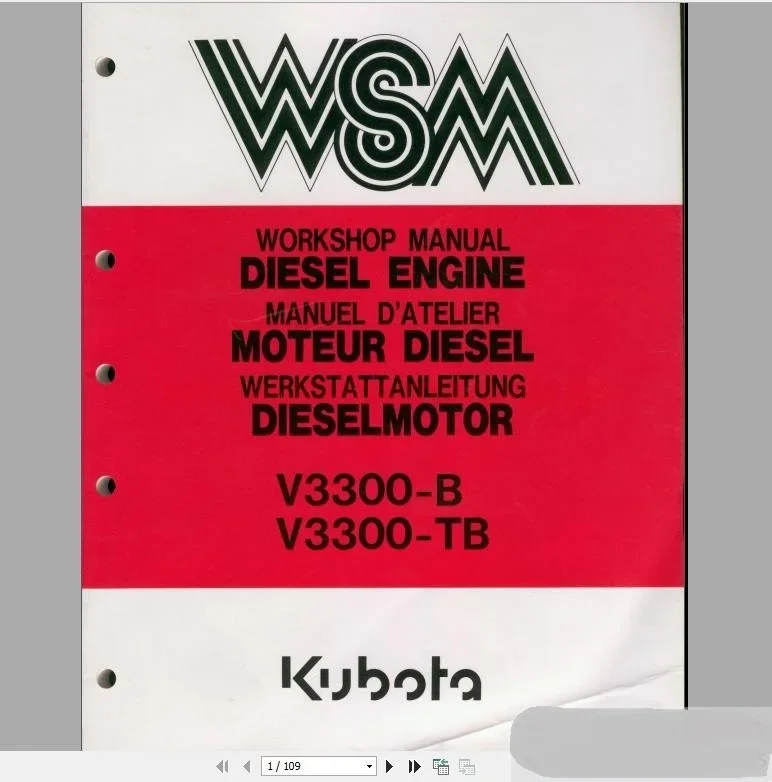 WSM
WORKSHOP MANUAL
DIESEL ENGINE
MANUEL D'ATELIER
MOTEUR DIESEL
WERKSTATTANLEITUNG
DIESELMOTOR
V3300-B
V3300-TB
Kubota
1 / 109